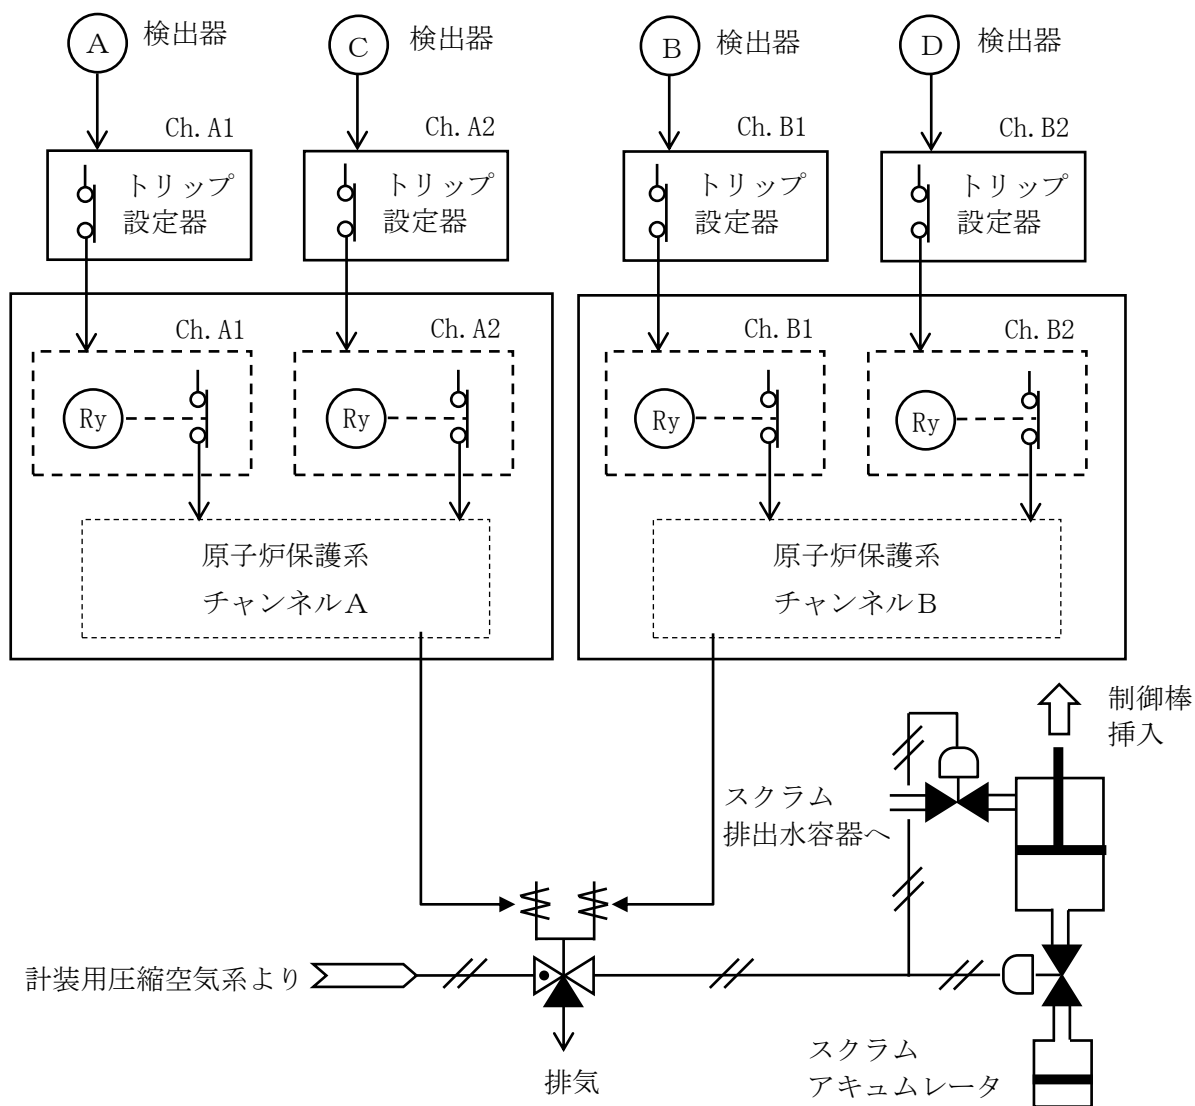 A 検出器
C 検出器
B 検出器
D 検出器
Ch. A1
Ch. A2
Ch. B1
Ch. B2
トリップ
設定器
トリップ
設定器
トリップ
設定器
トリップ
設定器
Ch. A1
Ch. A2
Ch. B1
Ch. B2
Ry
Ry
Ry
Ry
原子炉保護系
チャンネルA
原子炉保護系
チャンネルB
制御棒
挿入
スクラム
排出水容器へ
計装用圧縮空気系より
排気
スクラム
アキュムレータ